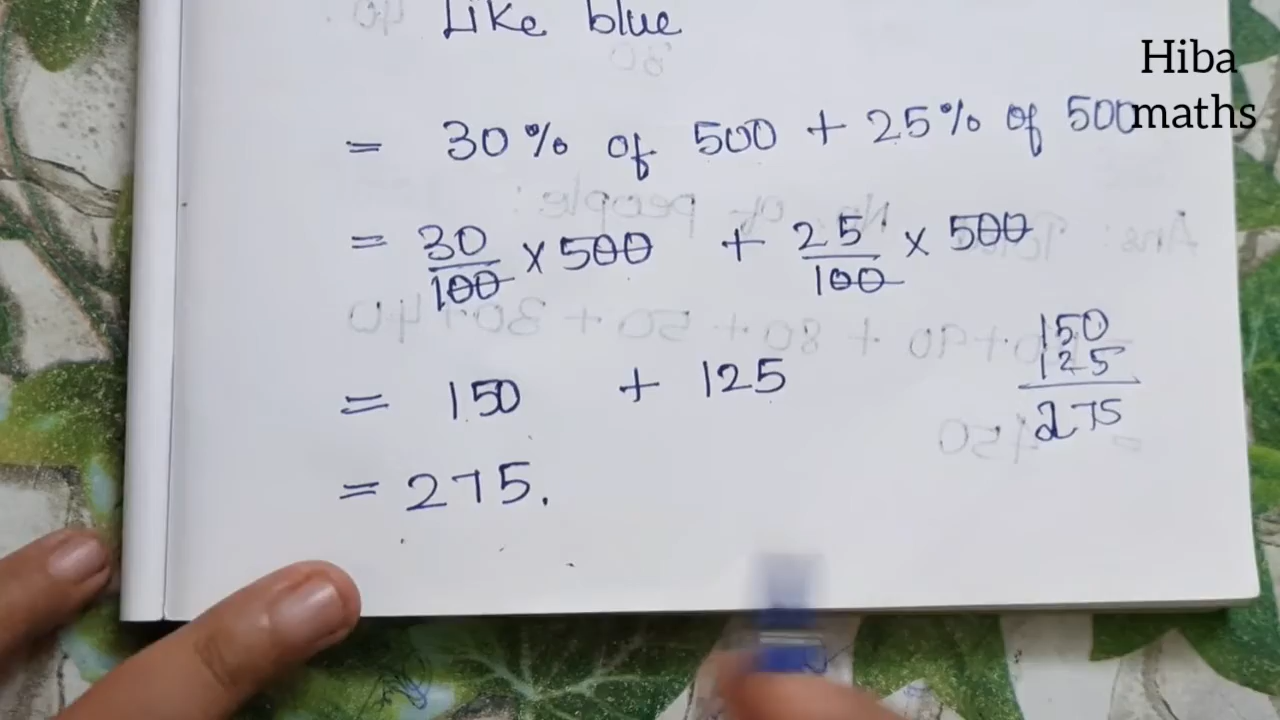 Like blue
Hiba
maths
= 30% of 500 + 25% of 500
= 30/100 x 500 + 25/100 x 500
= 150 + 125
150
125
275
= 275.